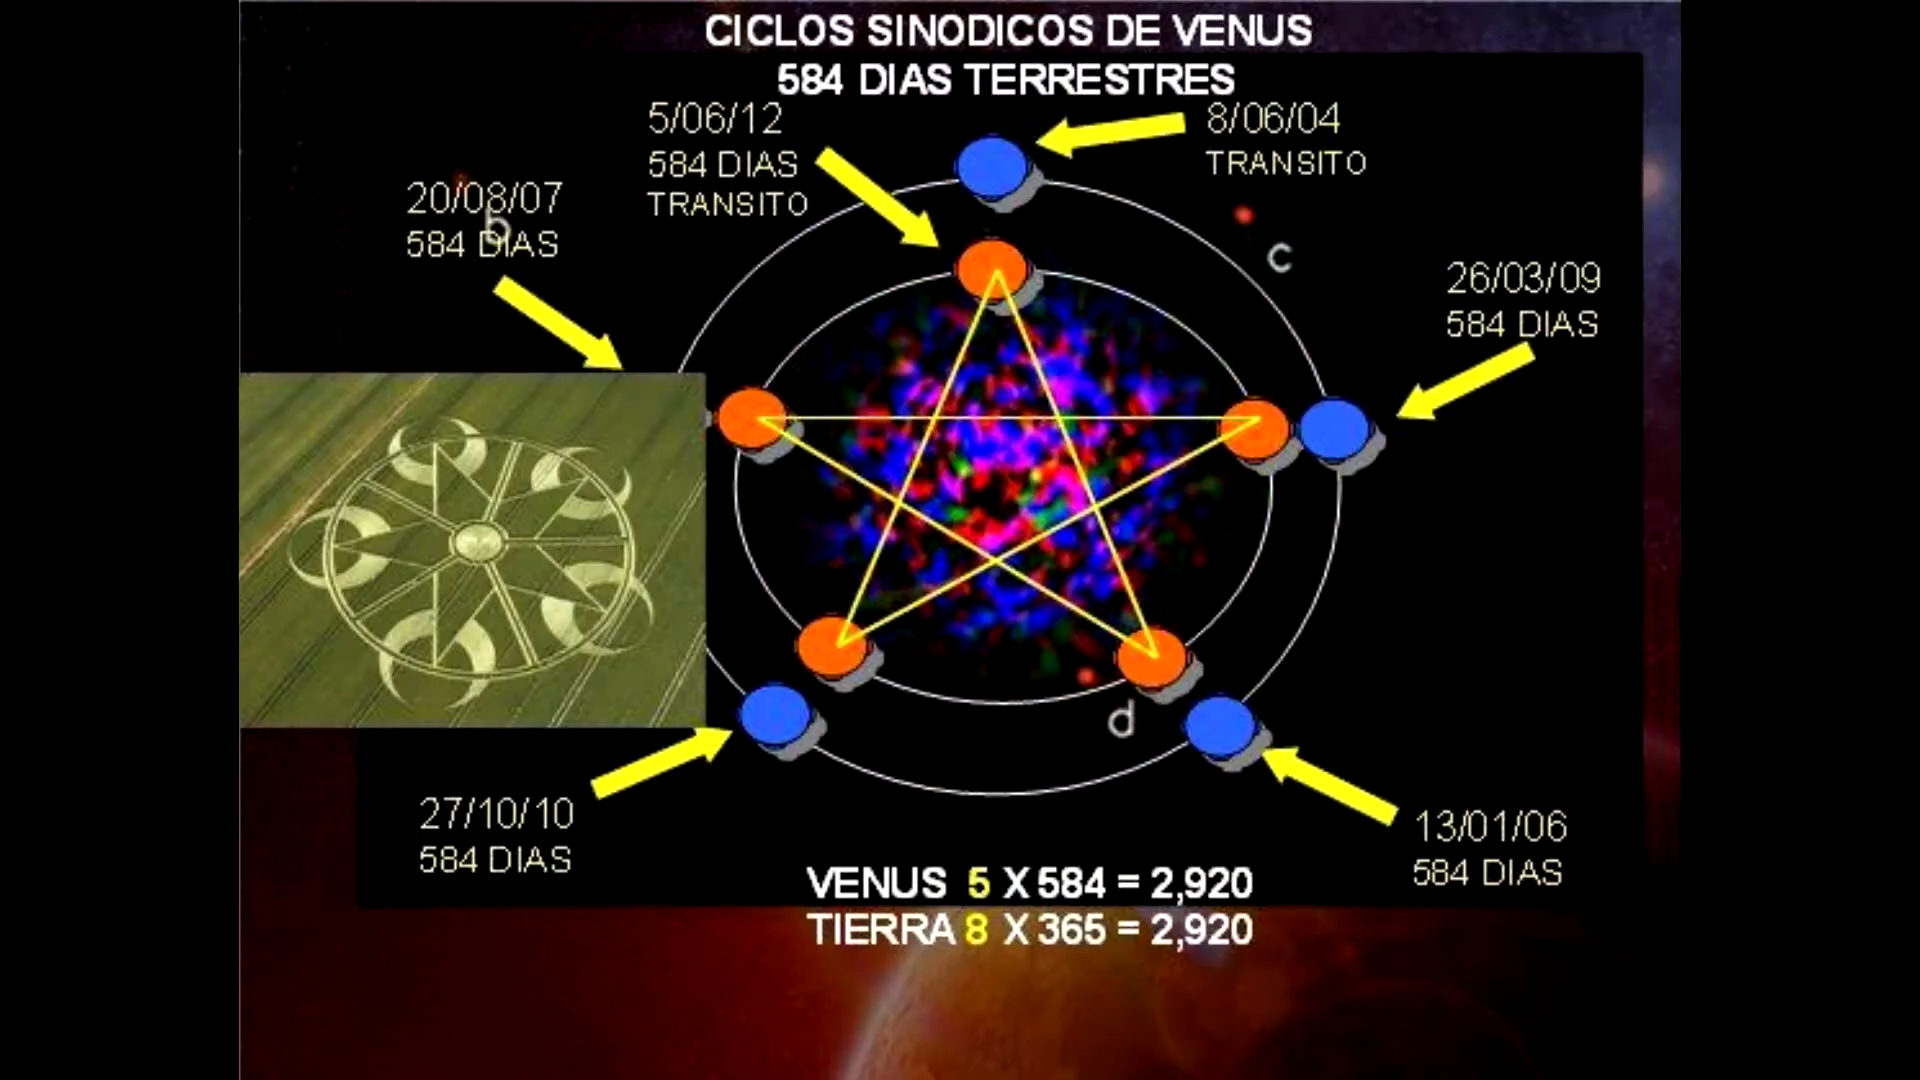 CICLOS SINODICOS DE VENUS
584 DIAS TERRESTRES
5/06/12
584 DIAS
TRANSITO
8/06/04
TRANSITO
20/08/07
584 DIAS
b
c
26/03/09
584 DIAS
d
27/10/10
584 DIAS
13/01/06
584 DIAS
VENUS 5 X 584 = 2,920
TIERRA 8 X 365 = 2,920